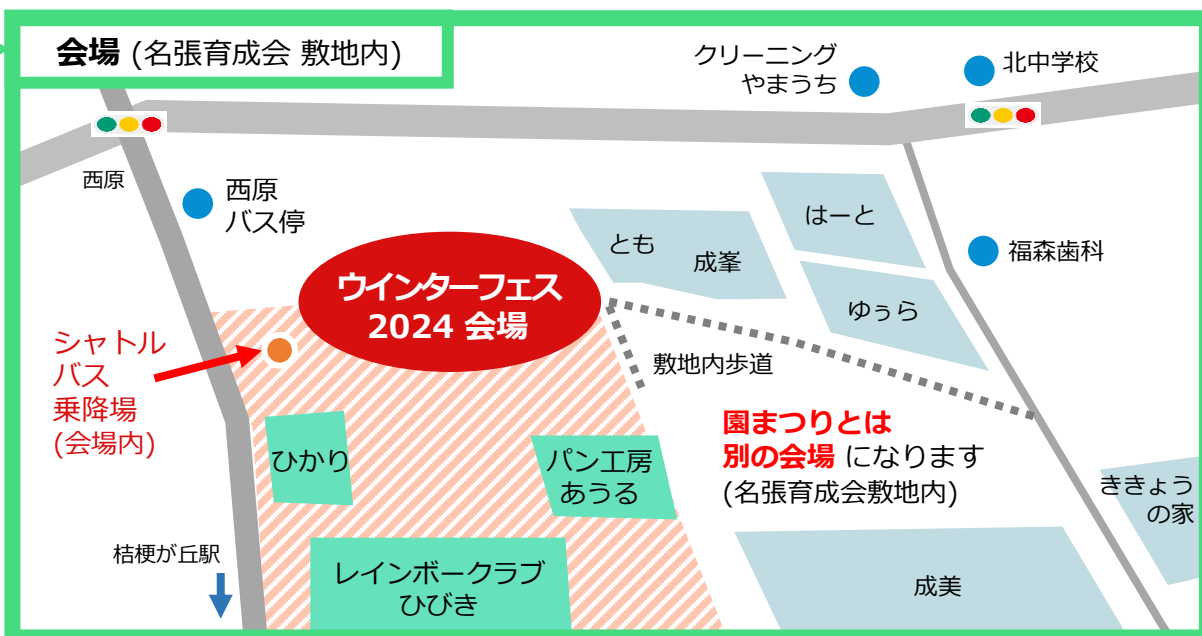 会場 (名張育成会 敷地内)
クリーニング
やまうち
北中学校
西原
西原
バス停
とも
成峯
はーと
福森歯科
ゆぅら
ウインターフェス
2024 会場
シャトル
バス
乗降場
(会場内)
敷地内歩道
園まつりとは
別の会場 になります
(名張育成会敷地内)
ひかり
パン工房
あうる
ききょう
の家
桔梗が丘駅
レインボークラブ
ひびき
成美